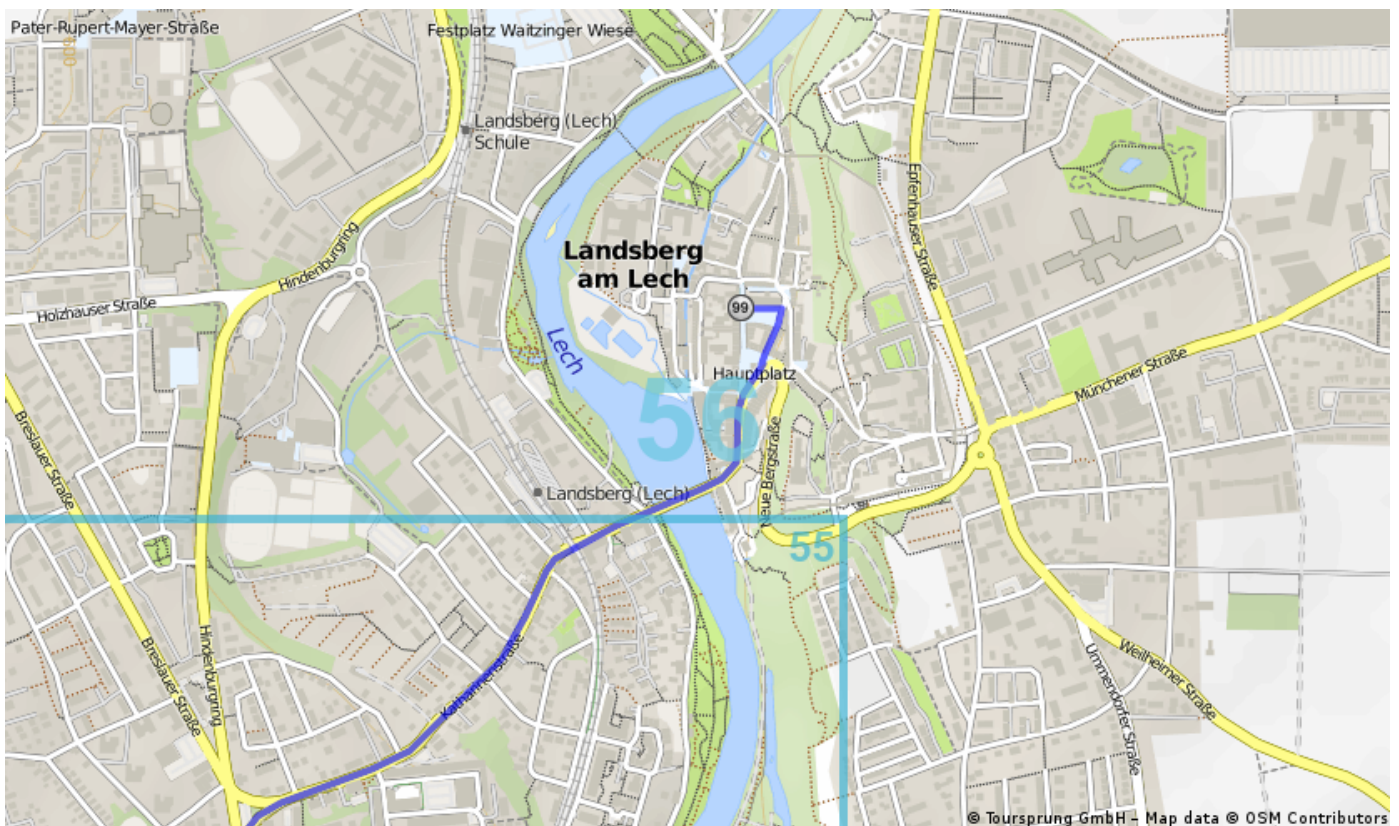 Pater-Rupert-Mayer-Straße
Festplatz Waitzinger Wiese
600
Landsberg (Lech)
Schule
Epfenhauser Straße
Hindenburgring
Landsberg
am Lech
Holzhauser Straße
99
Lech
Hauptplatz
Münchener Straße
56
Breslauer Straße
Neue Bergstraße
Landsberg (Lech)
55
Hindenburgring
Breslauer Straße
Katharinenstraße
Ummendorfer Straße
Weilheimer Straße
© Toursprung GmbH – Map data © OSM Contributors